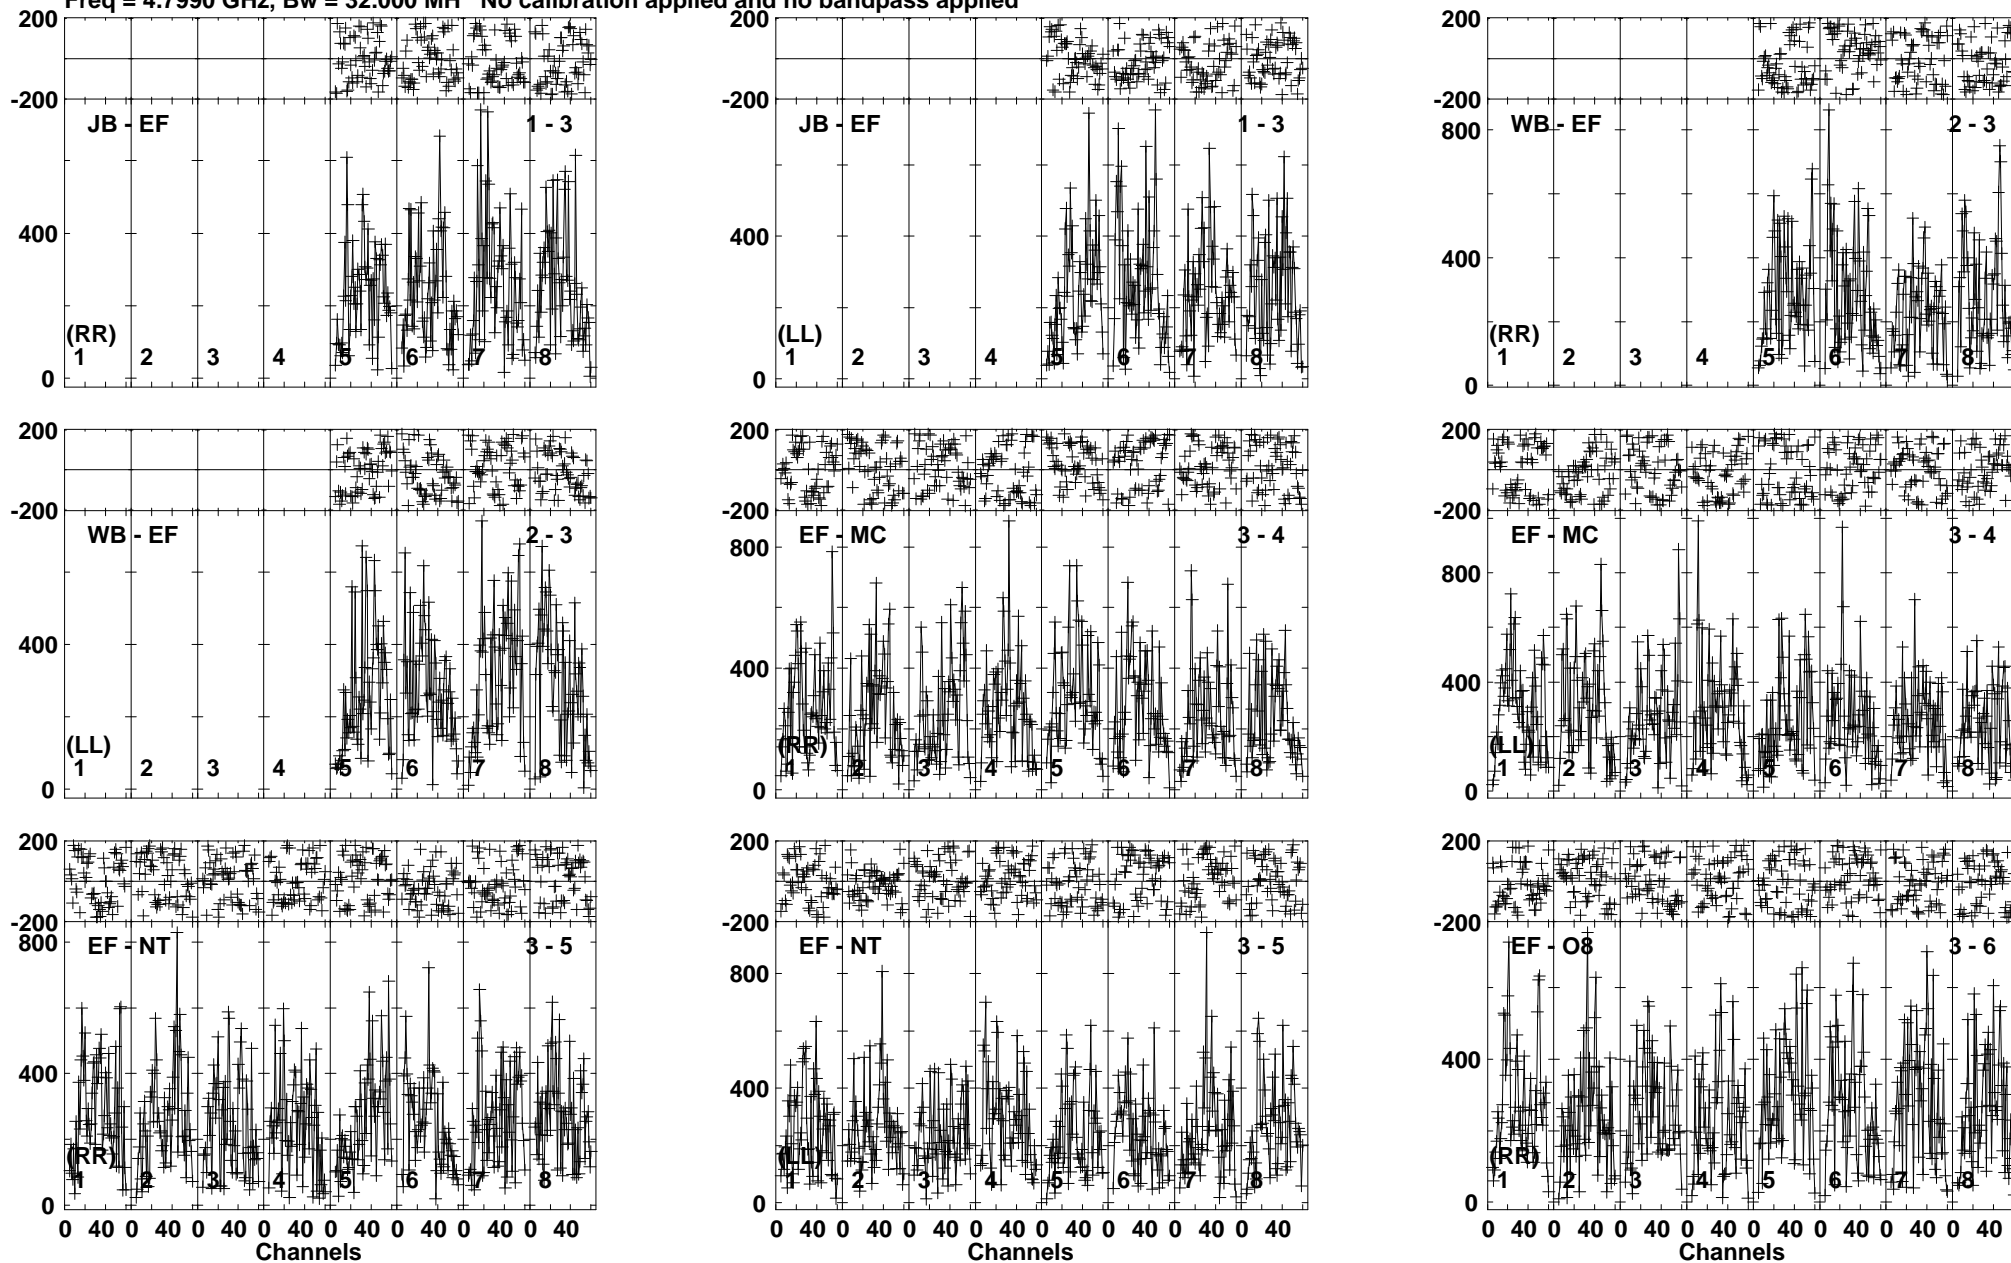 Freq = 4.7990 GHz, Bw = 32.000 MH No calibration applied and no bandpass applied
200 200 200
-200 -200 -200
JB - EF 1 - 3 JB - EF 1 - 3 WB - EF 2 - 3
800
400 400 400
(RR) (LL) (RR)
1 2 3 4 5 6 7 8 1 2 3 4 5 6 7 8 1 2 3 4 5 6 7 8
0 0 0
200 200 200
-200 -200 -200
WB - EF 2 - 3 EF - MC 3 - 4 EF - MC 3 - 4
800 800
400 400 400
(LL) (RR) (LL)
1 2 3 4 5 6 7 8 1 2 3 4 5 6 7 8 1 2 3 4 5 6 7 8
0 0 0
200 200 200
-200 -200 -200
EF - NT 3 - 5 EF - NT 3 - 5 EF - O8 3 - 6
800 800
400 400 400
(RR) (LL) (RR)
1 2 3 4 5 6 7 8 1 2 3 4 5 6 7 8 1 2 3 4 5 6 7 8
0 0 0
0 40 0 40 0 40 0 40 0 40 0 40 0 40 0 40 0 40 0 40 0 40 0 40 0 40 0 40 0 40 0 40 0 40 0 40 0 40 0 40 0 40 0 40 0 40 0 40
Channels Channels Channels